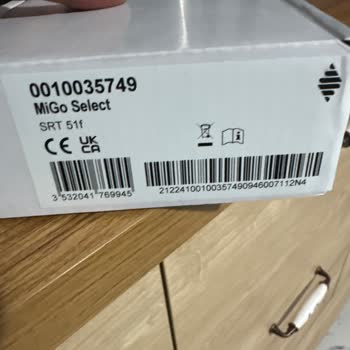 0010035749
MiGo Select
SRT 51f
CE UK
CA
3 532041 769945
21224100100357490946007112N4